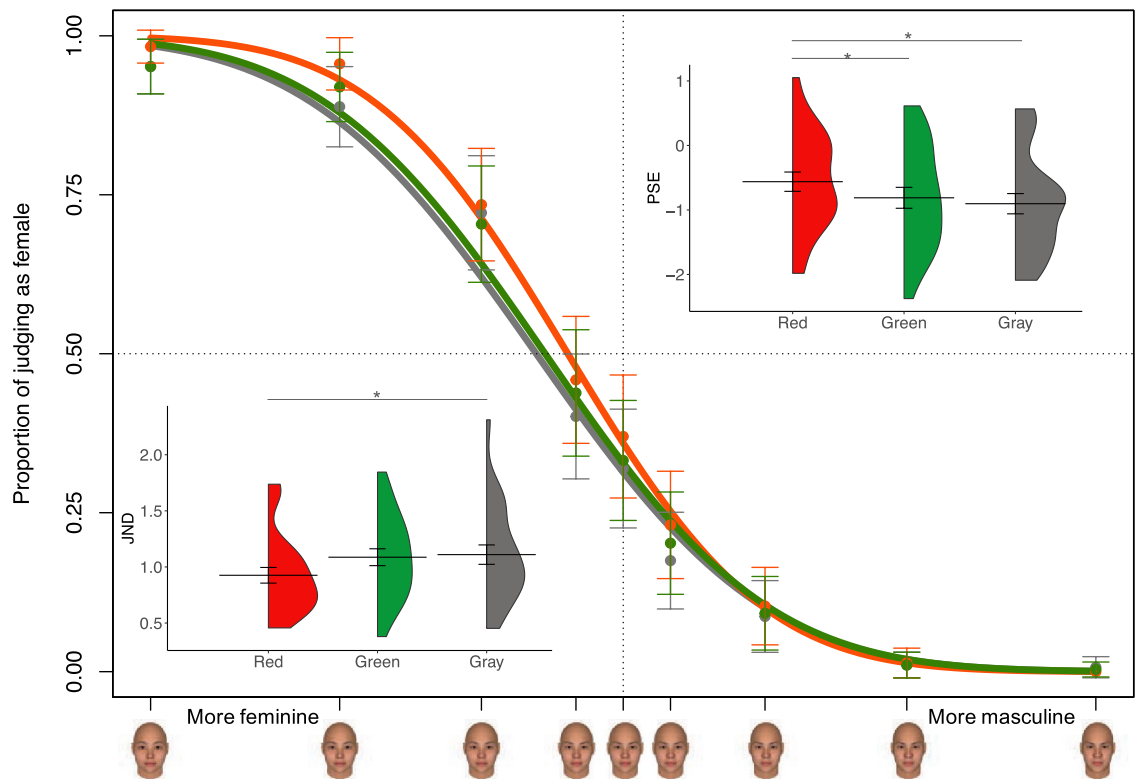 Proportion of judging as female
1.00
0.75
0.50
0.25
0.00
*
*
PSE
1
0
−1
−2
Red Green Gray
*
JND
2.0
1.5
1.0
0.5
Red Green Gray
More feminine More masculine